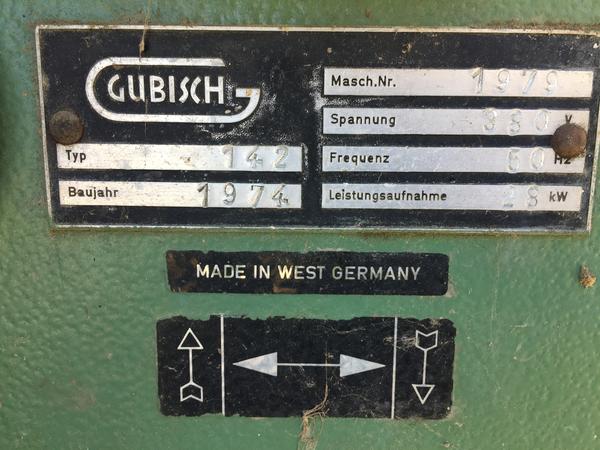 GUBISCH
Masch.Nr. 1979
Spannung 380 V
Typ 142
Frequenz 60 Hz
Baujahr 1974
Leistungsaufnahme 28 kW
MADE IN WEST GERMANY